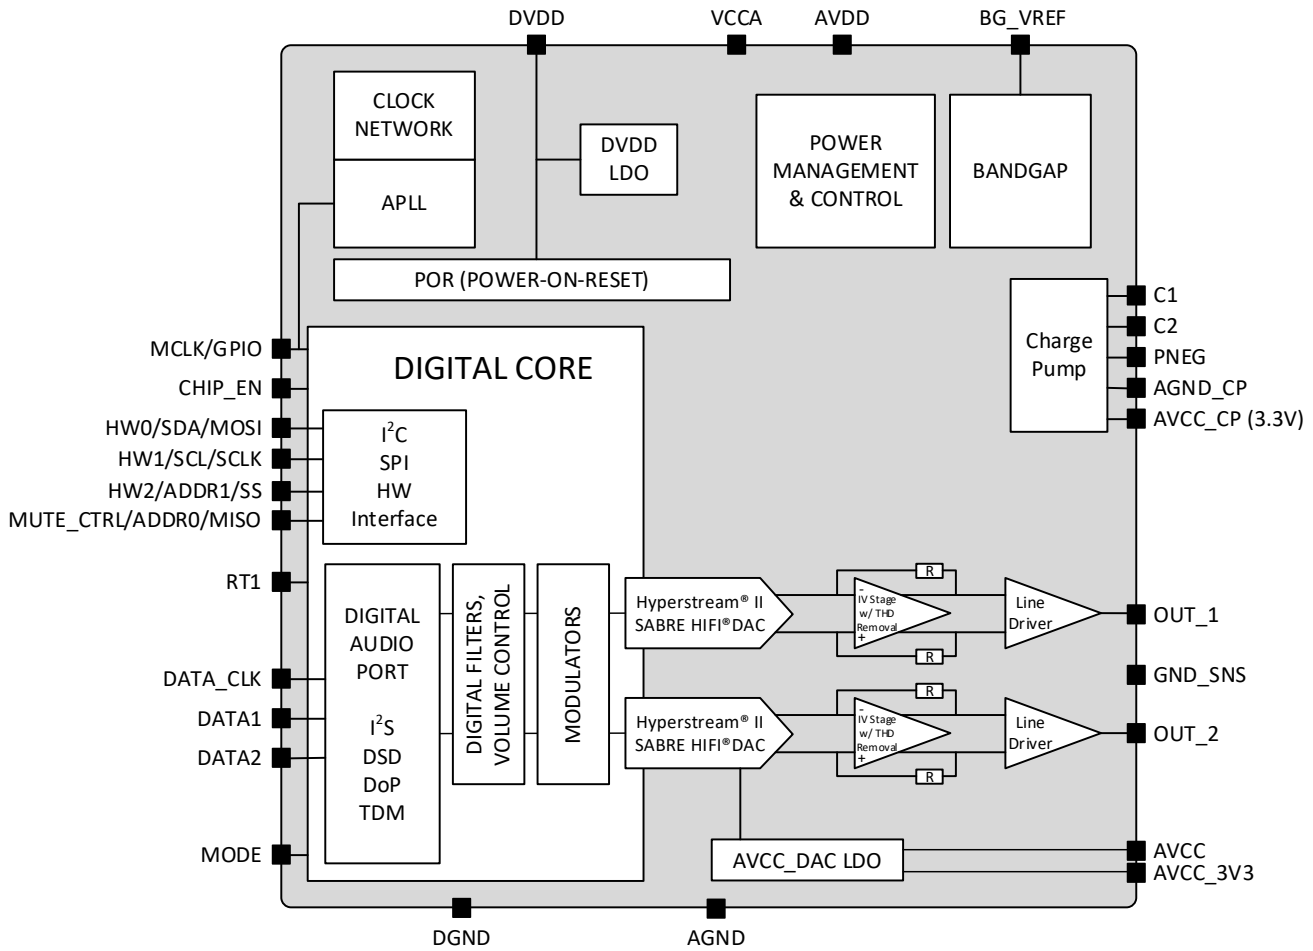 DVDD
VCCA
AVDD
BG_VREF
CLOCK
NETWORK
APLL
DVDD
LDO
POWER
MANAGEMENT
& CONTROL
BANDGAP
POR (POWER-ON-RESET)
C1
C2
PNEG
AGND_CP
AVCC_CP (3.3V)
Charge
Pump
MCLK/GPIO
CHIP_EN
HW0/SDA/MOSI
HW1/SCL/SCLK
HW2/ADDR1/SS
MUTE_CTRL/ADDR0/MISO
RT1
DATA_CLK
DATA1
DATA2
MODE
DIGITAL CORE
I²C
SPI
HW
Interface
DIGITAL
AUDIO
PORT
I²S
DSD
DoP
TDM
DIGITAL FILTERS,
VOLUME CONTROL
MODULATORS
Hyperstream® II
SABRE HIFI®DAC
R
-
IV Stage
w/ THD
Removal
+
R
Line
Driver
OUT_1
GND_SNS
Hyperstream® II
SABRE HIFI®DAC
R
-
IV Stage
w/ THD
Removal
+
R
Line
Driver
OUT_2
AVCC_DAC LDO
AVCC
AVCC_3V3
DGND
AGND